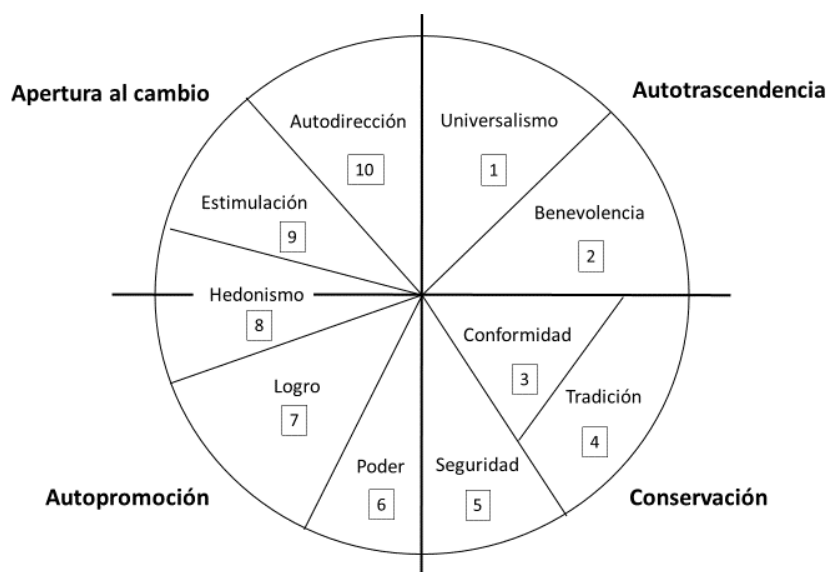 Apertura al cambio
Autotrascendencia
Autodirección
10
Universalismo
1
Estimulación
9
Benevolencia
2
Hedonismo
8
Conformidad
3
Logro
7
Tradición
4
Poder
6
Seguridad
5
Autopromoción
Conservación